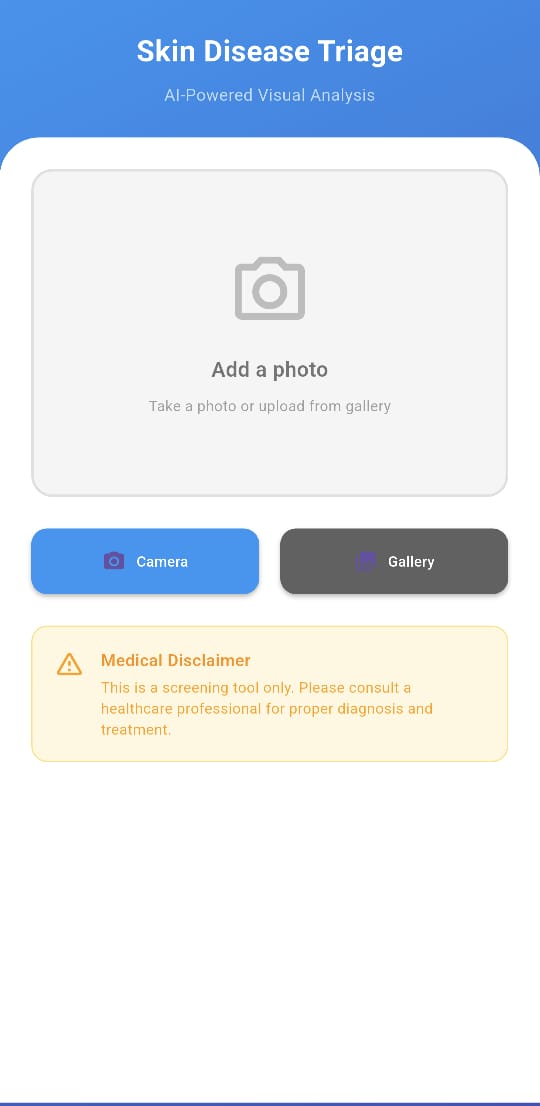 Skin Disease Triage
AI-Powered Visual Analysis
Add a photo
Take a photo or upload from gallery
Camera
Gallery
Medical Disclaimer
This is a screening tool only. Please consult a
healthcare professional for proper diagnosis and
treatment.